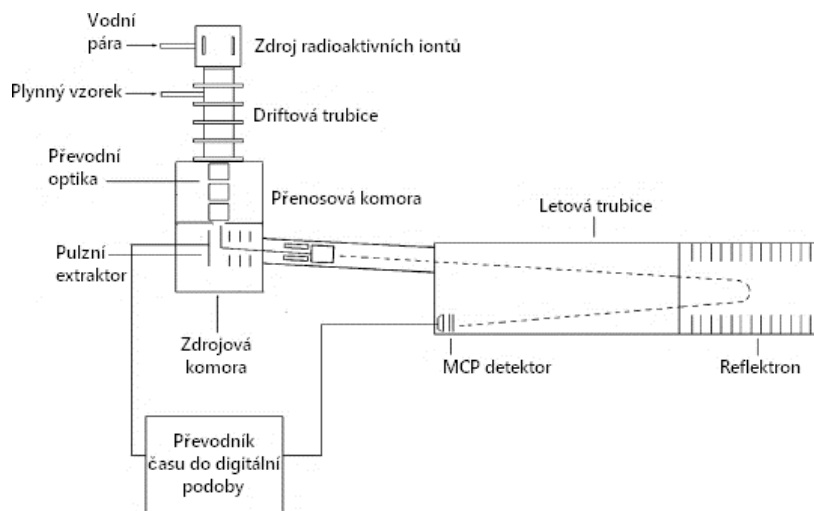 Vodní
pára
Zdroj radioaktivních iontů
Plynný vzorek
Driftová trubice
Převodní
optika
Přenosová komora
Letová trubice
Pulzní
extraktor
Zdrojová
komora
MCP detektor
Reflektron
Převodník
času do digitální
podoby